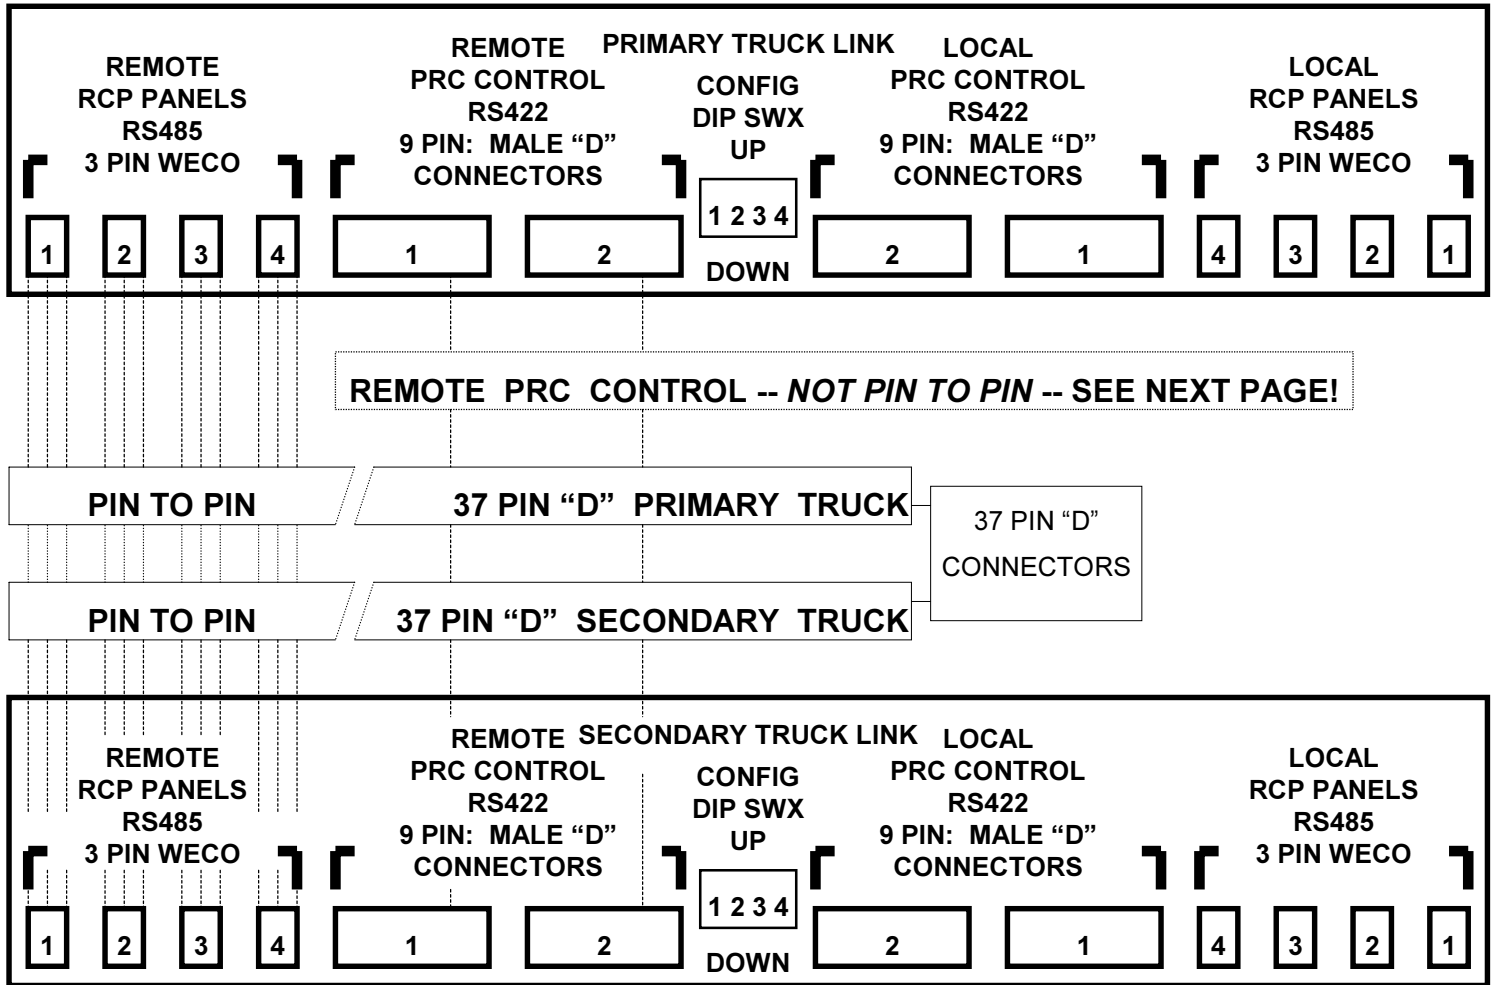 PRIMARY TRUCK LINK
REMOTE
RCP PANELS
RS485
3 PIN WECO
REMOTE
PRC CONTROL
RS422
9 PIN: MALE “D”
CONNECTORS
CONFIG
DIP SWX
UP
1 2 3 4
DOWN
LOCAL
PRC CONTROL
RS422
9 PIN: MALE “D”
CONNECTORS
LOCAL
RCP PANELS
RS485
3 PIN WECO
1 2 3 4 1 2 2 1 4 3 2 1
REMOTE PRC CONTROL -- NOT PIN TO PIN -- SEE NEXT PAGE!
PIN TO PIN 37 PIN “D” PRIMARY TRUCK
37 PIN “D”
CONNECTORS
PIN TO PIN 37 PIN “D” SECONDARY TRUCK
SECONDARY TRUCK LINK
REMOTE
RCP PANELS
RS485
3 PIN WECO
REMOTE
PRC CONTROL
RS422
9 PIN: MALE “D”
CONNECTORS
CONFIG
DIP SWX
UP
1 2 3 4
DOWN
LOCAL
PRC CONTROL
RS422
9 PIN: MALE “D”
CONNECTORS
LOCAL
RCP PANELS
RS485
3 PIN WECO
1 2 3 4 1 2 2 1 4 3 2 1